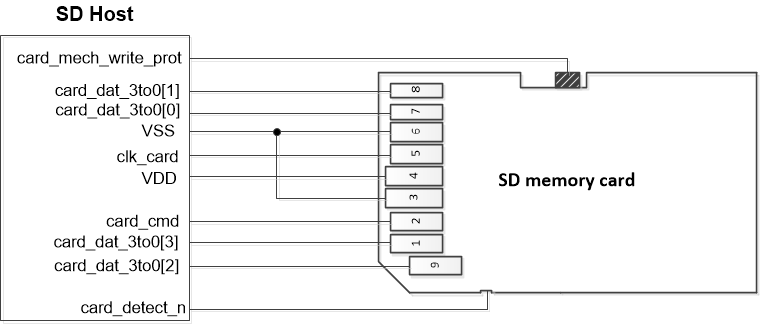 SD Host
card_mech_write_prot
card_dat_3to0[1]
card_dat_3to0[0]
VSS
clk_card
VDD
card_cmd
card_dat_3to0[3]
card_dat_3to0[2]
card_detect_n
8
7
6
5
4
3
2
1
9
SD memory card